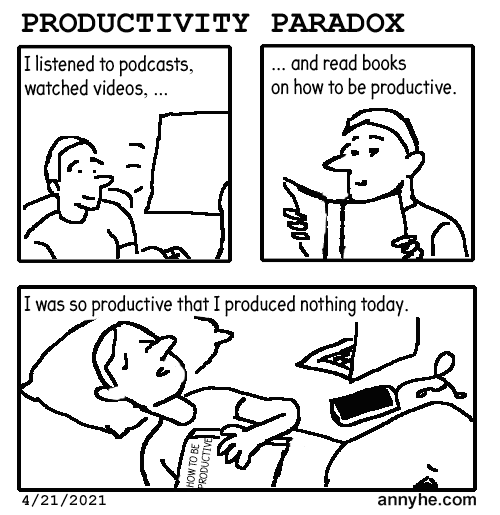 PRODUCTIVITY PARADOX
I listened to podcasts,
watched videos, ...
... and read books
on how to be productive.
I was so productive that I produced nothing today.
HOW TO BE
PRODUCTIVE
4/21/2021
annyhe.com